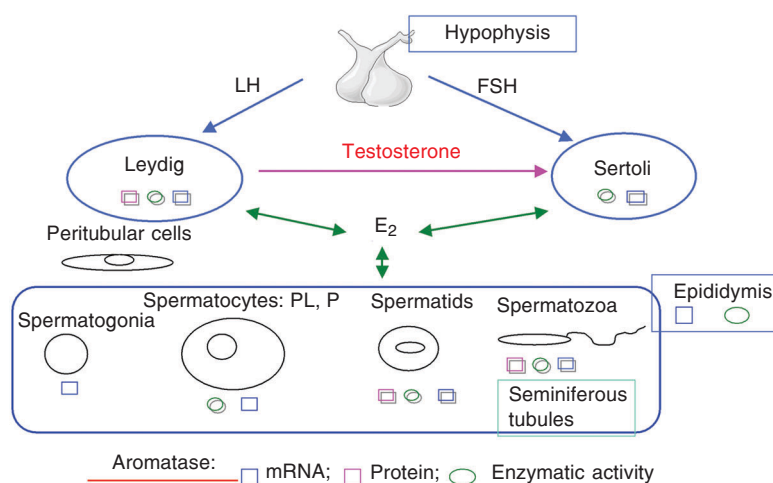 Hypophysis
LH
FSH
Leydig
Testosterone
Sertoli
E2
Peritubular cells
Spermatocytes: PL, P
Spermatids
Spermatozoa
Epididymis
Spermatogonia
Seminiferous
tubules
Aromatase: mRNA; Protein; Enzymatic activity